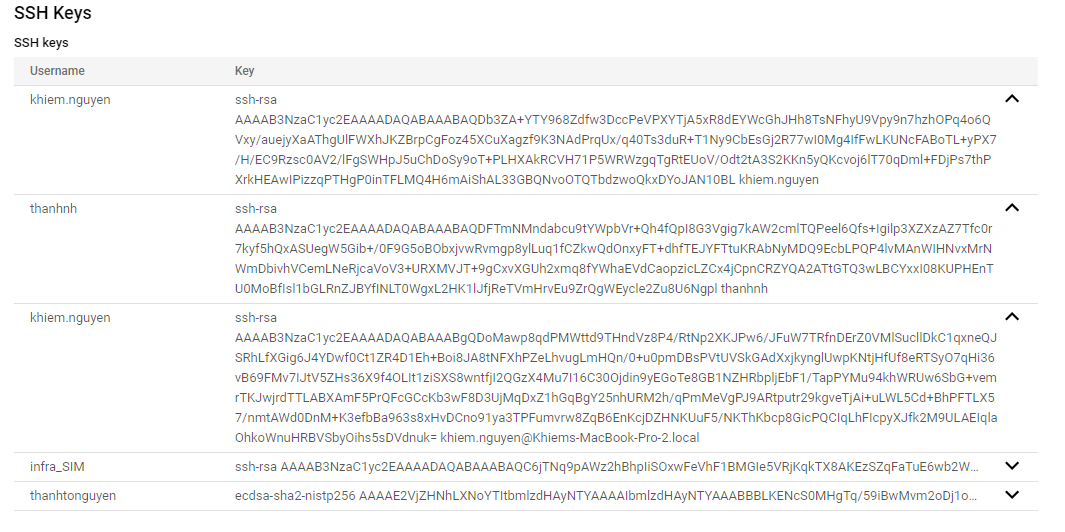 SSH Keys
SSH keys
Username Key
khiem.nguyen ssh-rsa
AAAAB3NzaC1yc2EAAAADAQABAAABAQDb3ZA+YTY968Zdfw3DccPeVPXYTjA5xR8dEYWcGhJHh8TsNFhyU9Vpy9n7hzhOPq4o6Q
Vxy/auejyXaAThgUlFWXhJKZBrpCgFoz45XCuXagzf9K3NAdPrqUx/q40Ts3duR+T1Ny9CbEsGj2R77wI0Mg4IfFwLKUNcFABoTL+yPX7
/H/EC9Rzsc0AV2/lFgSWHpJ5uChDoSy9oT+PLHXAkRCVH71P5WRWzgqTgRtEUoV/Odt2tA3S2KKn5yQKcvoj6lT70qDml+FDjPs7thP
XrkHEAwIPizzqPTHgP0inTFLMQ4H6mAiShAL33GBQNvoOTQTbdzwoQkxDYoJAN10BL khiem.nguyen
thanhnh ssh-rsa
AAAAB3NzaC1yc2EAAAADAQABAAABAQDFTmNMndabcu9tYWpbVr+Qh4fQpI8G3Vgig7kAW2cmlTQPeel6Qfs+Igilp3XZXzAZ7Tfc0r
7kyf5hQxASUegW5Gib+/0F9G5oBObxjvwRvmgp8ylLuq1fCZkwQdOnxyFT+dhfTEJYFTtuKRAbNyMDQ9EcbLPQP4lvMAnWIHNvxMrN
WmDbivhVCemLNeRjcaVoV3+URXMVJT+9gCxvXGUh2xmq8fYWhaEVdCaopzicLZCx4jCpnCRZYQA2ATtGTQ3wLBCYxxI08KUPHEnT
U0MoBfIsl1bGLRnZJBYfINLT0WgxL2HK1lJfjReTVmHrvEu9ZrQgWEycle2Zu8U6Ngpl thanhnh
khiem.nguyen ssh-rsa
AAAAB3NzaC1yc2EAAAADAQABAAABgQDoMawp8qdPMWttd9THndVz8P4/RtNp2XKJPw6/JFuW7TRfnDErZ0VMlSucllDkC1qxneQJ
SRhLfXGig6J4YDwf0Ct1ZR4D1Eh+Boi8JA8tNFXhPZeLhvugLmHQn/0+u0pmDBsPVtUVSkGAdXxjkynglUwpKNtjHfUf8eRTSyO7qHi36
vB69FMv7IJtV5ZHs36X9f4OLIt1ziSXS8wntfjI2QGzX4Mu7I16C30Ojdin9yEGoTe8GB1NZHRbpljEbF1/TapPYMu94khWRUw6SbG+vem
rTKJwjrdTTLABXAmF5PrQFcGCcKb3wF8D3UjMqDxZ1hGqBgY25nhURM2h/qPmMeVgPJ9ARtputr29kgveTjAi+uLWL5Cd+BhPFTLX5
7/nmtAWd0DnM+K3efbBa963s8xHvDCno91ya3TPFumvrw8ZqB6EnKcjDZHNKUuF5/NKThKbcp8GicPQCIqLhFIcpyXJfk2M9ULAEIqla
OhkoWnuHRBVSbyOihs5sDVdnuk= khiem.nguyen@Khiems-MacBook-Pro-2.local
infra_SIM ssh-rsa AAAAB3NzaC1yc2EAAAADAQABAAABAQC6jTNq9pAWz2hBhpIiSOxwFeVhF1BMGIe5VRjKqkTX8AKEzSZqFaTuE6wb2W...
thanhtonguyen ecdsa-sha2-nistp256 AAAAE2VjZHNhLXNoYTItbmlzdHAyNTYAAAAIbmlzdHAyNTYAAABBBLKENcS0MHgTq/59iBwMvm2oDj1o...